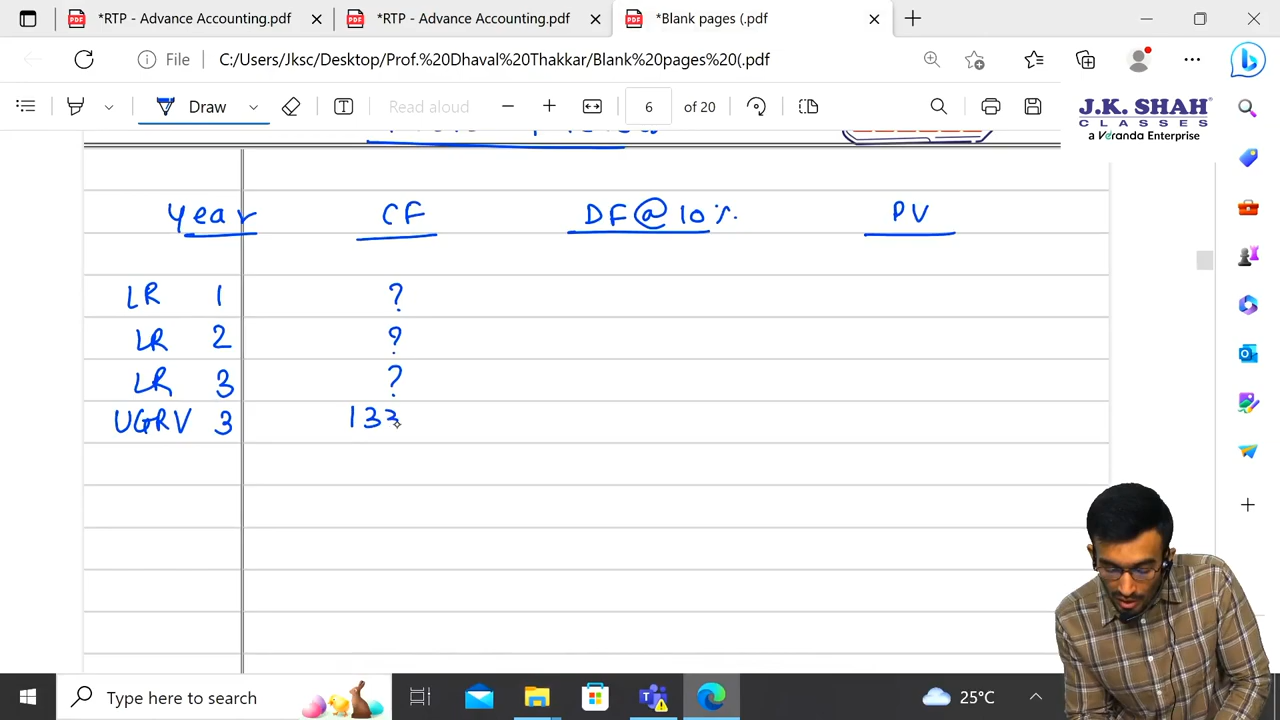 *RTP - Advance Accounting.pdf
*RTP - Advance Accounting.pdf
*Blank pages (.pdf
File C:/Users/Jksc/Desktop/Prof.%20Dhaval%20Thakkar/Blank%20pages%20(.pdf
Draw
Read aloud
6 of 20
J.K. SHAH®
CLASSES
a Veranda Enterprise
Year CF DF@10% PV
LR 1 ?
LR 2 ?
LR 3 ?
UGRV 3 133
Type here to search
25°C